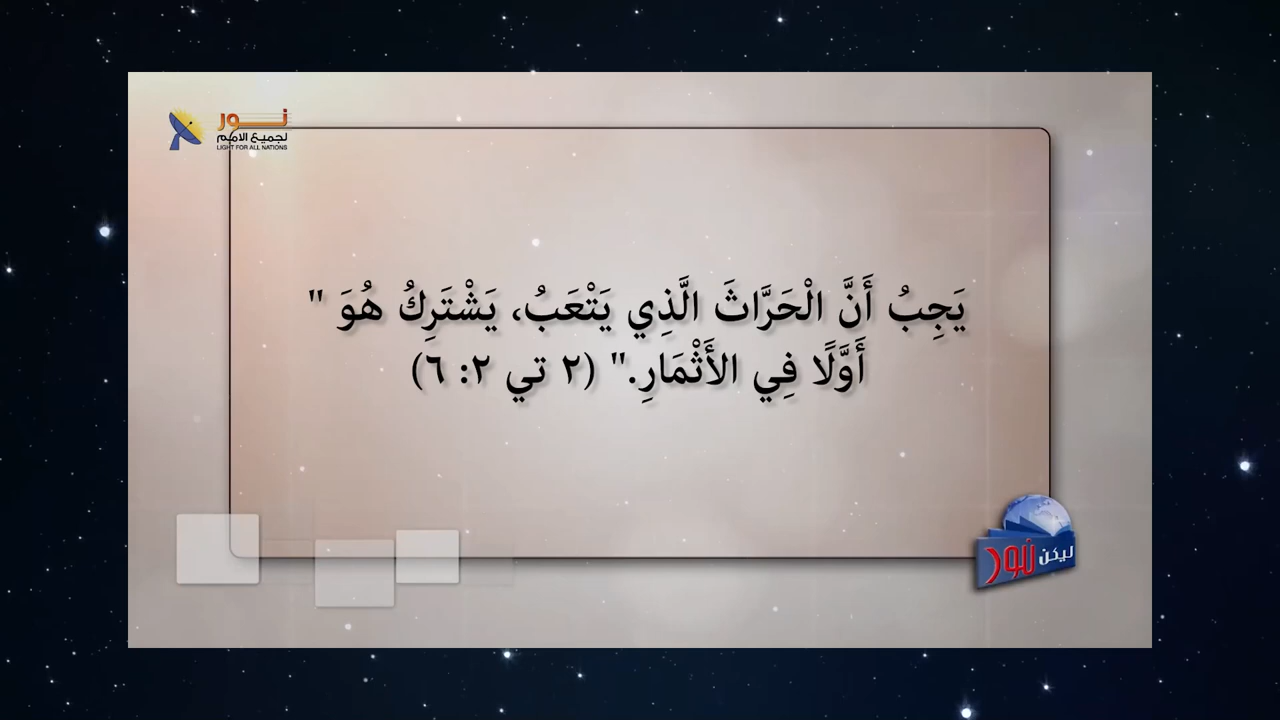 نور
لجميع الامم
LIGHT FOR ALL NATIONS
يَجِبُ أَنَّ الْحَرَّاثَ الَّذِي يَتْعَبُ، يَشْتَرِكُ هُوَ "
أَوَّلًا فِي الأَثْمَارِ." (٢ تي ٢: ٦)
ليكن نور